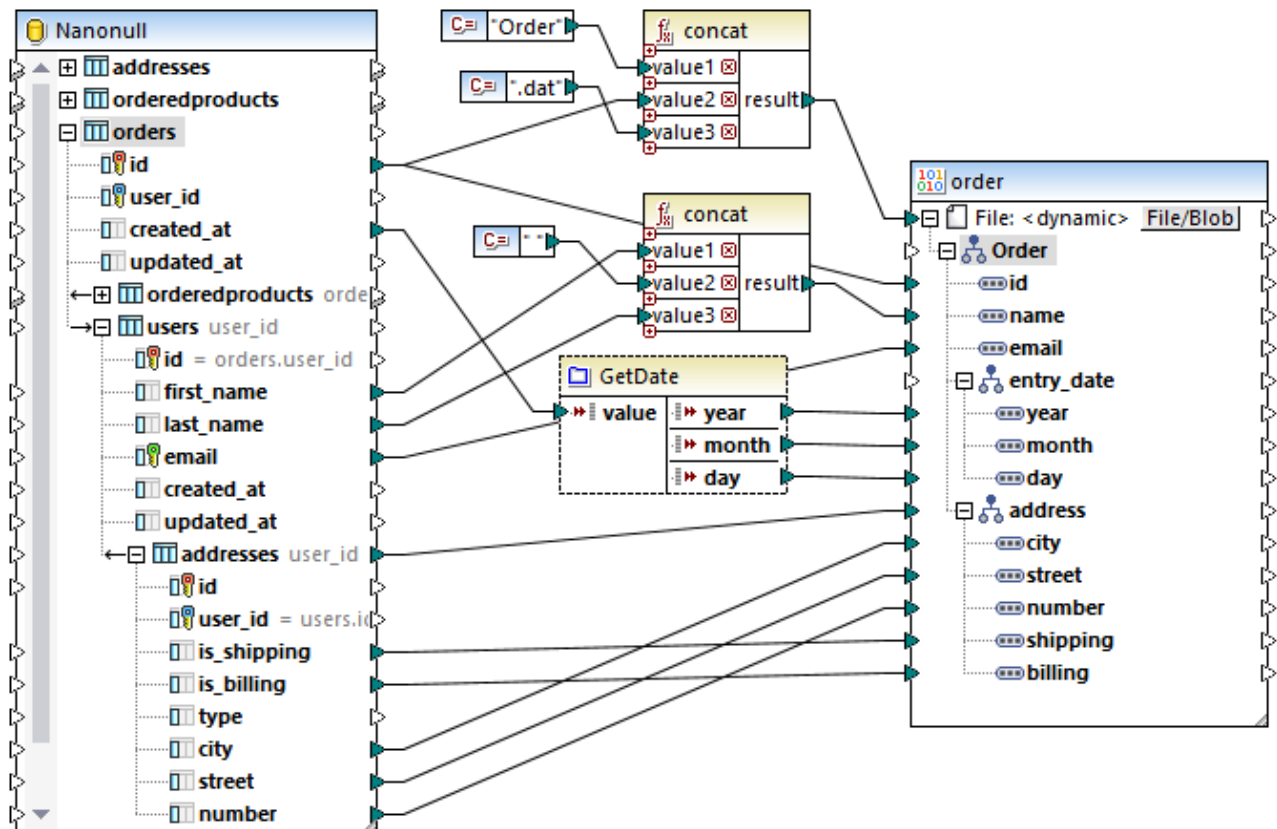 Nanonull
addresses
orderedproducts
orders
id
user_id
created_at
updated_at
orderedproducts orde
users user_id
id = orders.user_id
first_name
last_name
email
created_at
updated_at
addresses user_id
id
user_id = users.id
is_shipping
is_billing
type
city
street
number
C= "Order"
C= ".dat"
concat
value1
value2 result
value3
C= " "
concat
value1
value2 result
value3
GetDate
value year
month
day
101
010 order
File: <dynamic> File/Blob
Order
id
name
email
entry_date
year
month
day
address
city
street
number
shipping
billing